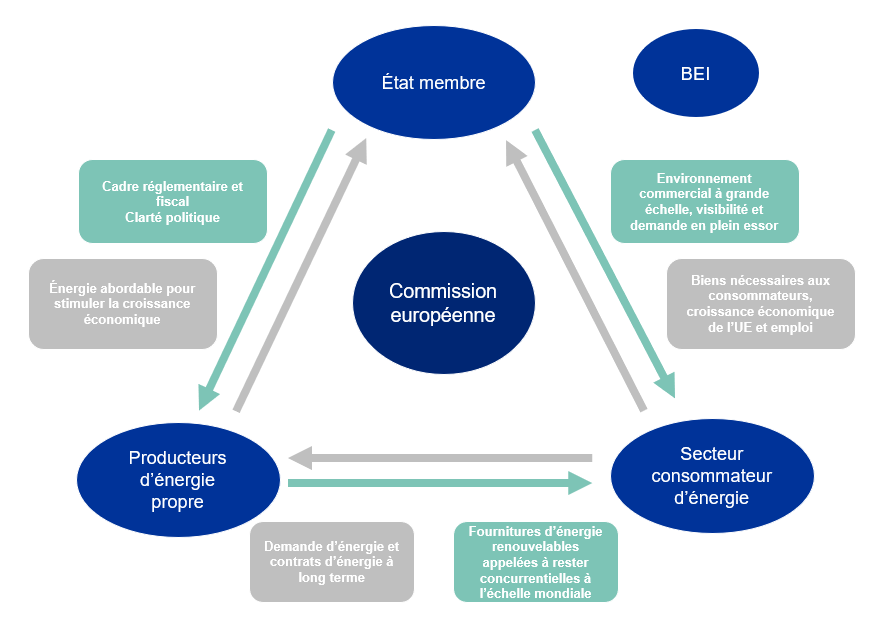 État membre
BEI
Cadre réglementaire et
fiscal
Clarté politique
Environnement
commercial à grande
échelle, visibilité et
demande en plein essor
Énergie abordable pour
stimuler la croissance
économique
Commission
européenne
Biens nécessaires aux
consommateurs,
croissance économique
de l’UE et emploi
Producteurs
d’énergie
propre
Secteur
consommateur
d’énergie
Demande d’énergie et
contrats d’énergie à
long terme
Fournitures d’énergie
renouvelables
appelées à rester
concurrentielles à
l’échelle mondiale